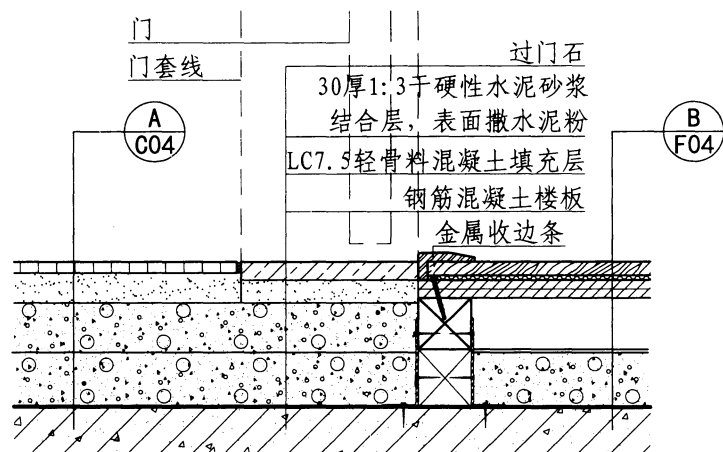 门
门套线
过门石
30厚1:3干硬性水泥砂浆
结合层，表面撒水泥粉
LC7.5轻骨料混凝土填充层
钢筋混凝土楼板
金属收边条
A
C04
B
F04